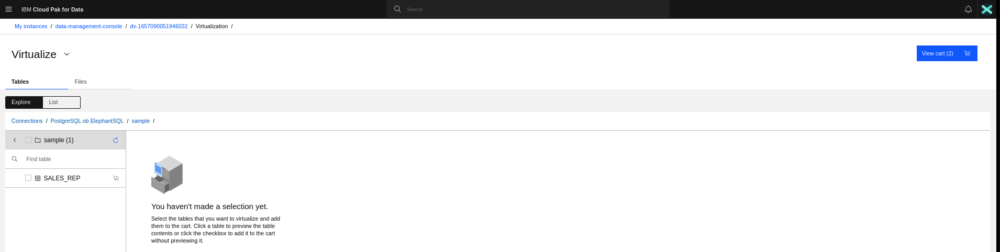 IBM Cloud Pak for Data
Search
My instances / data-management-console / dv-1657090051946032 / Virtualization /
Virtualize
View cart (2)
Tables
Files
Explore
List
Connections / PostgreSQL ob ElephantSQL / sample /
sample (1)
Find table
SALES_REP
You haven't made a selection yet.
Select the tables that you want to virtualize and add
them to the cart. Click a table to preview the table
contents or click the checkbox to add it to the cart
without previewing it.